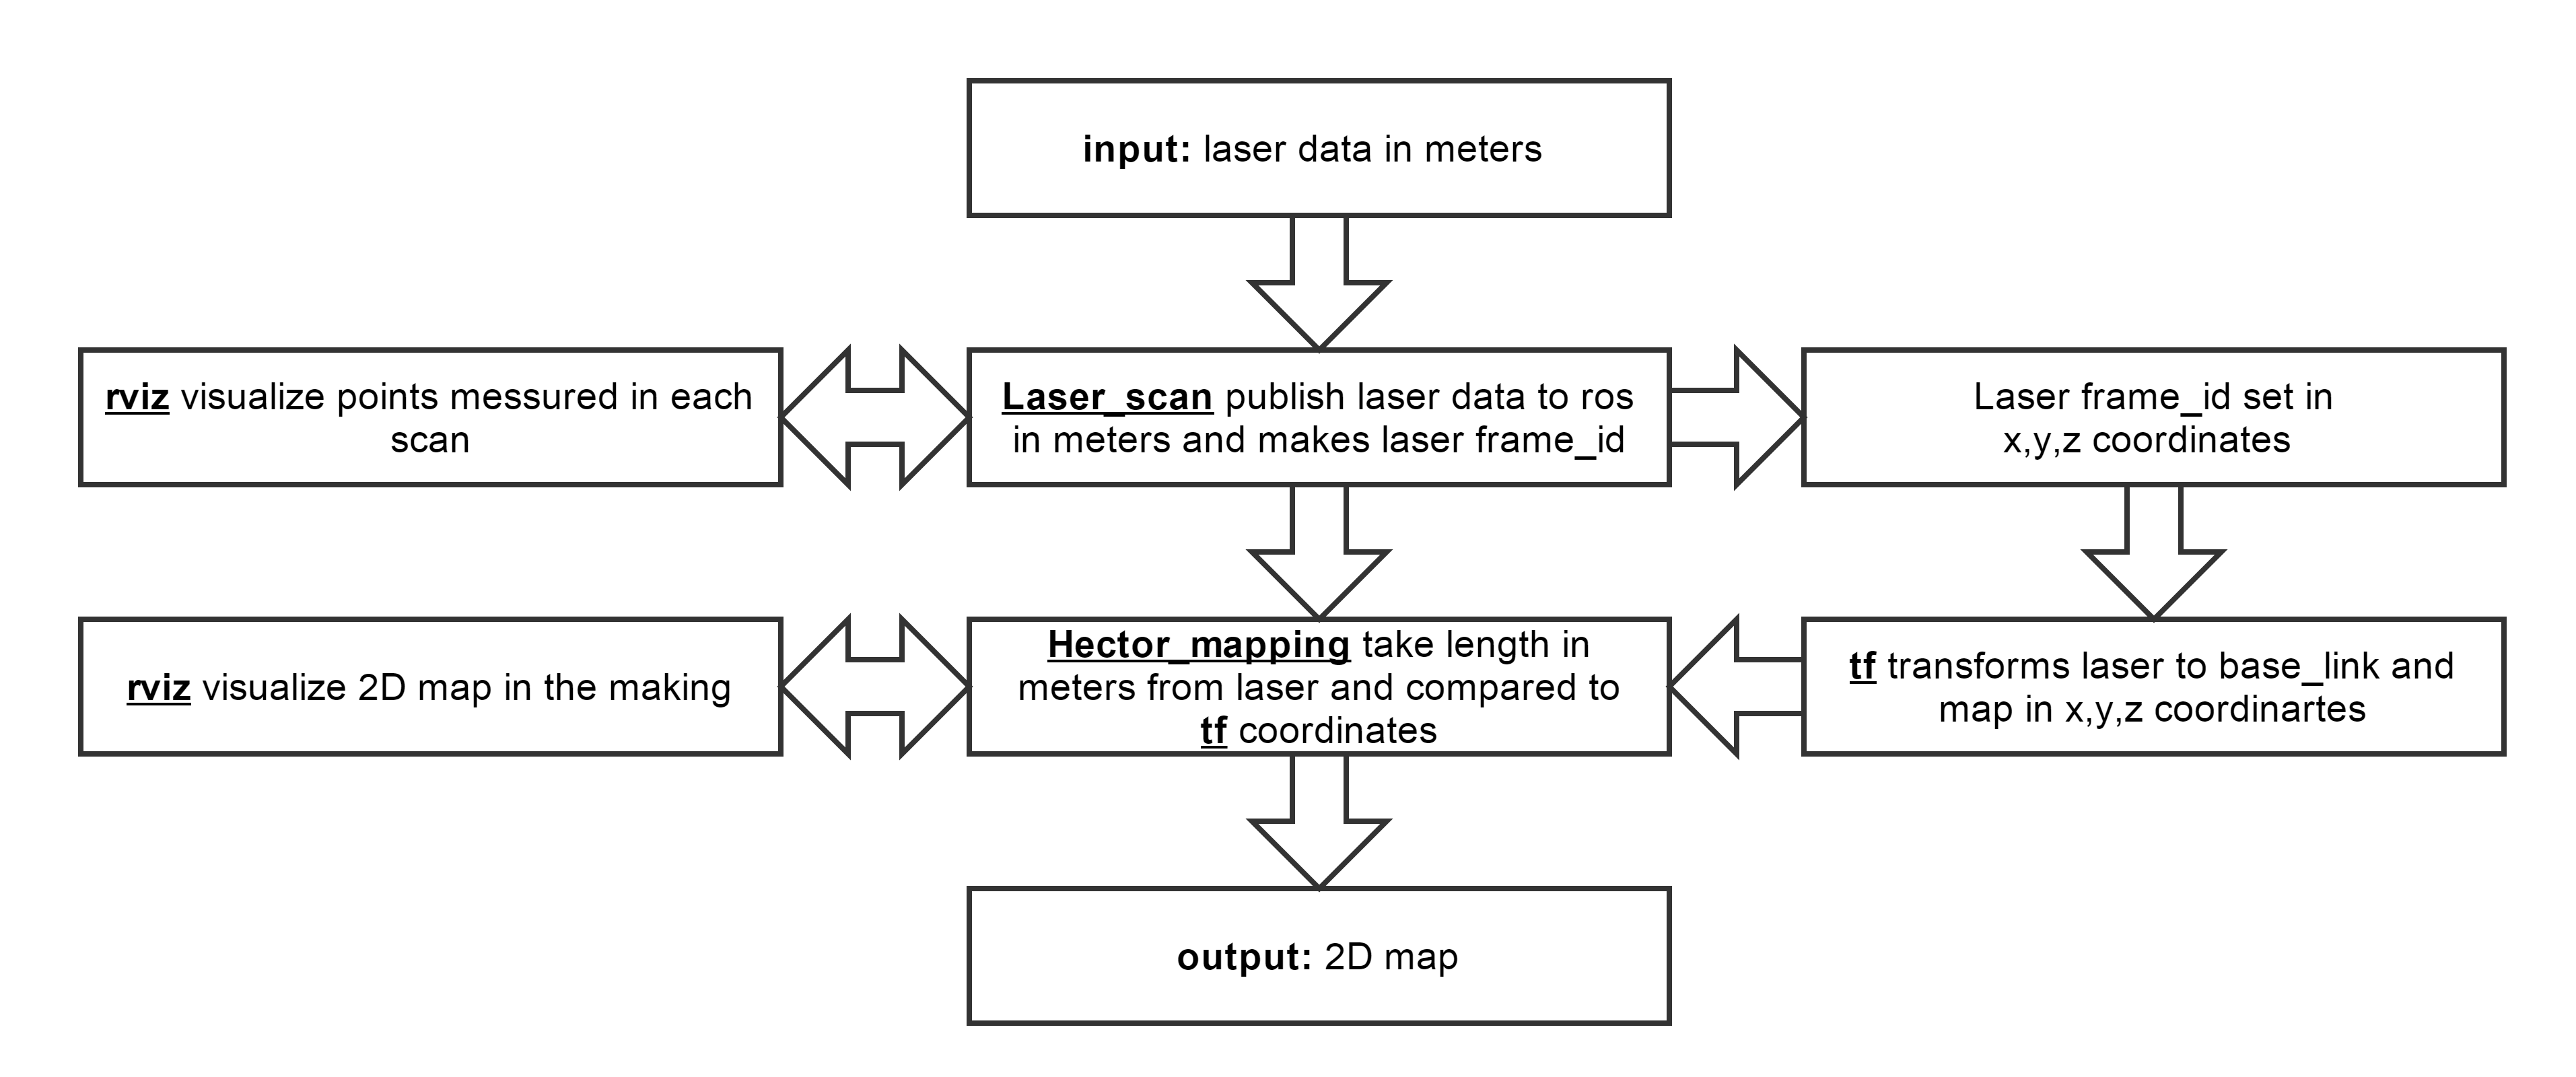 input: laser data in meters
rviz visualize points messured in each
scan
Laser_scan publish laser data to ros
in meters and makes laser frame_id
Laser frame_id set in
x,y,z coordinates
rviz visualize 2D map in the making
Hector_mapping take length in
meters from laser and compared to
tf coordinates
tf transforms laser to base_link and
map in x,y,z coordinartes
output: 2D map